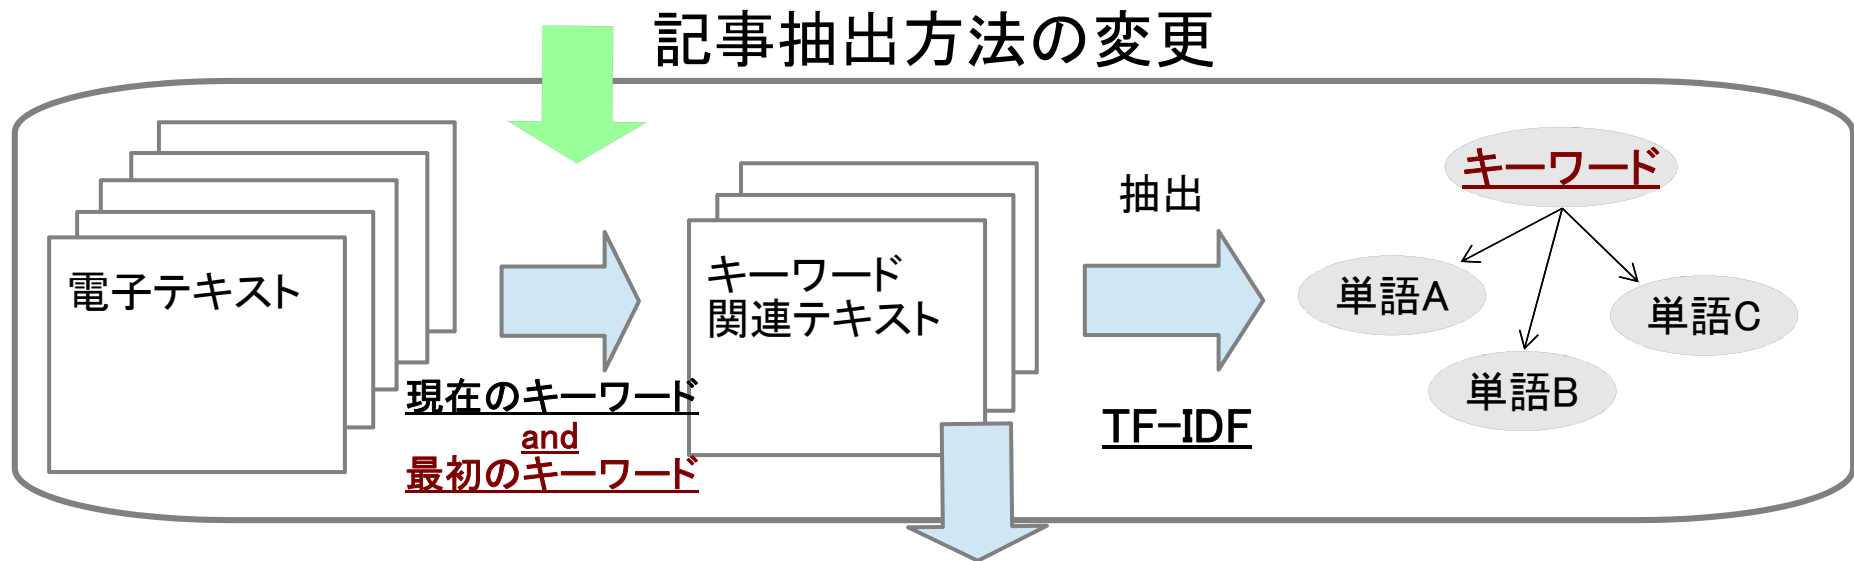 記事抽出方法の変更
電子テキスト
現在のキーワード
and
最初のキーワード
キーワード
関連テキスト
抽出
TF-IDF
キーワード
単語A
単語B
単語C